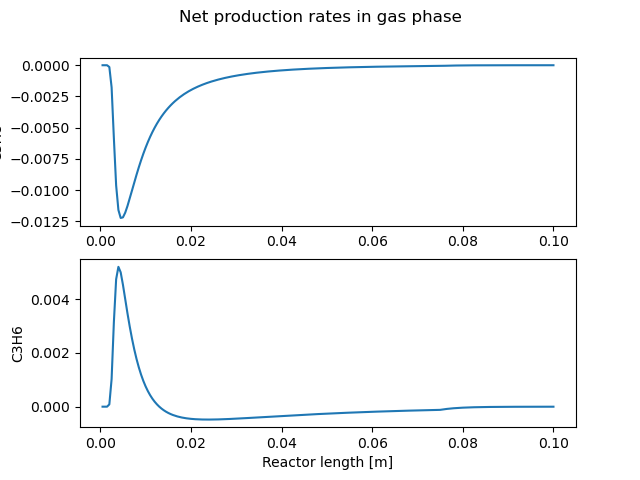 Net production rates in gas phase
0.0000
−0.0025
−0.0050
−0.0075
−0.0100
−0.0125
0.00 0.02 0.04 0.06 0.08 0.10
C3H6
0.004
0.002
0.000
0.00 0.02 0.04 0.06 0.08 0.10
Reactor length [m]